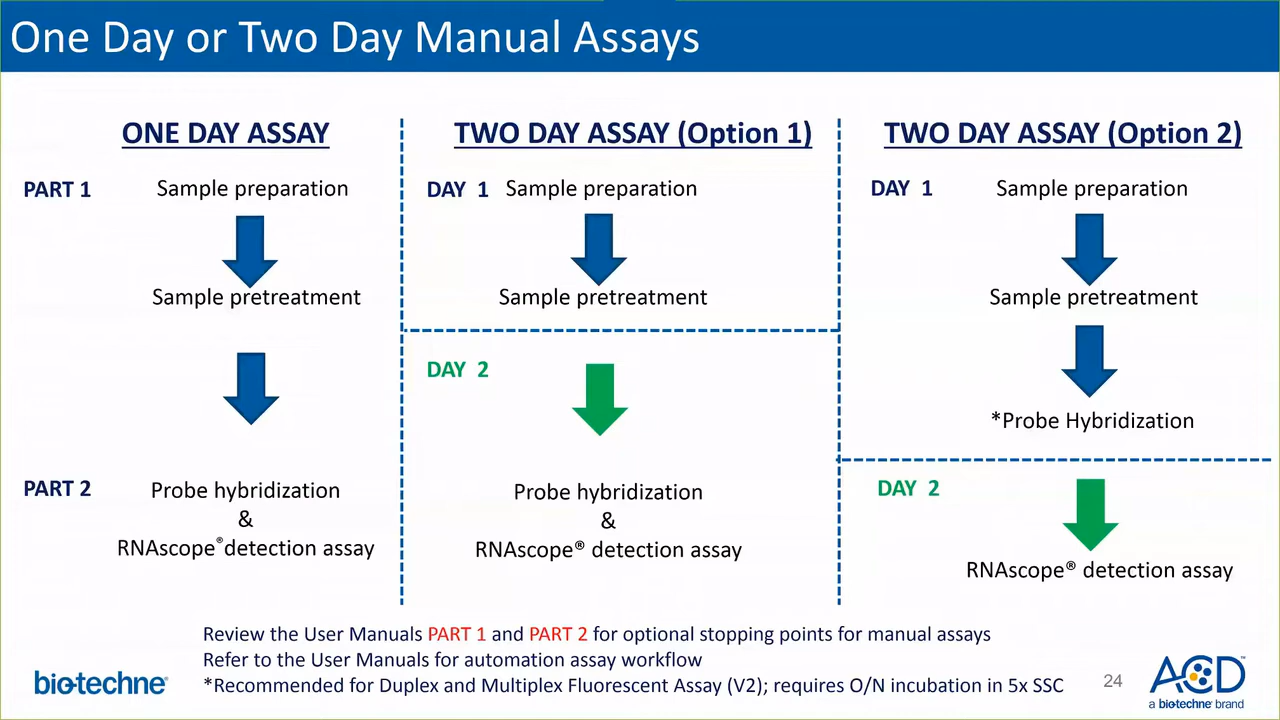 One Day or Two Day Manual Assays
ONE DAY ASSAY
PART 1
Sample preparation
Sample pretreatment
PART 2
Probe hybridization
&
RNAscope® detection assay
TWO DAY ASSAY (Option 1)
DAY 1
Sample preparation
Sample pretreatment
DAY 2
Probe hybridization
&
RNAscope® detection assay
TWO DAY ASSAY (Option 2)
DAY 1
Sample preparation
Sample pretreatment
*Probe Hybridization
DAY 2
RNAscope® detection assay
Review the User Manuals PART 1 and PART 2 for optional stopping points for manual assays
Refer to the User Manuals for automation assay workflow
*Recommended for Duplex and Multiplex Fluorescent Assay (V2); requires O/N incubation in 5x SSC
bio-techne®
24
ACD™
a bio-techne brand